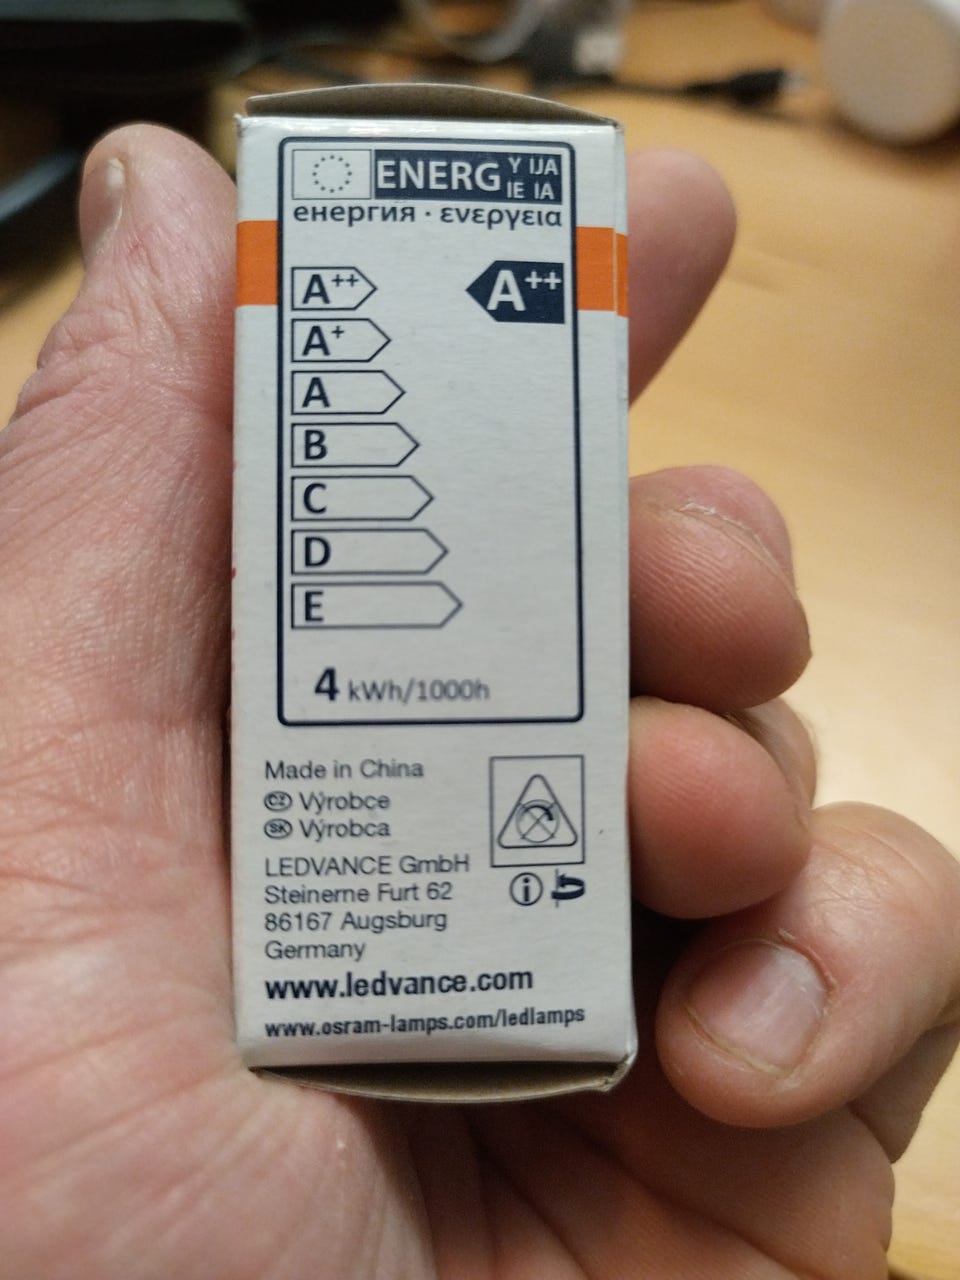 ENERG Y IJA
IE IA
енергия · ενεργεια
A++ A++
A+
A
B
C
D
E
4 kWh/1000h
Made in China
CZ Výrobce
SK Výrobca
LEDVANCE GmbH
Steinerne Furt 62
86167 Augsburg
Germany
www.ledvance.com
www.osram-lamps.com/ledlamps